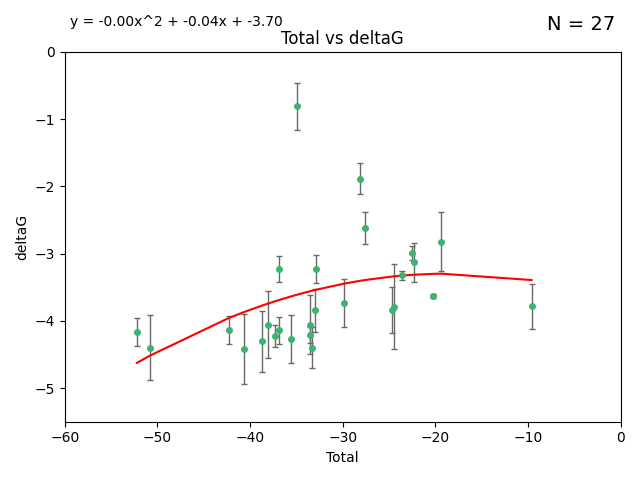 y = -0.00x^2 + -0.04x + -3.70
N = 27
Total vs deltaG
0
−1
−2
−3
−4
−5
deltaG
−60 −50 −40 −30 −20 −10 0
Total